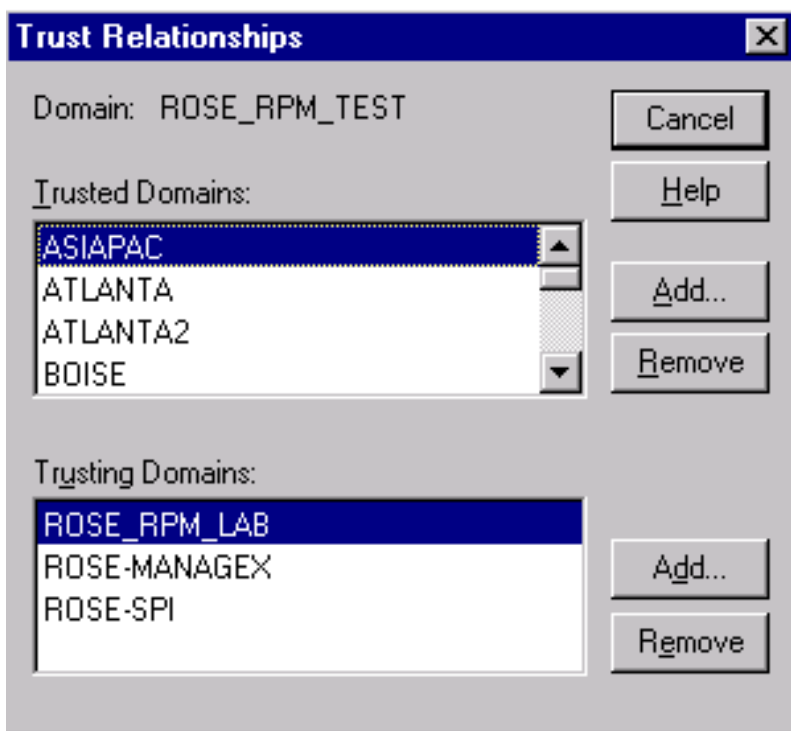 Trust Relationships
Domain: ROSE_RPM_TEST
Cancel
Trusted Domains:
Help
ASIAPAC
ATLANTA
ATLANTA2
BOISE
Add...
Remove
Trusting Domains:
ROSE_RPM_LAB
ROSE-MANAGEX
ROSE-SPI
Add...
Remove